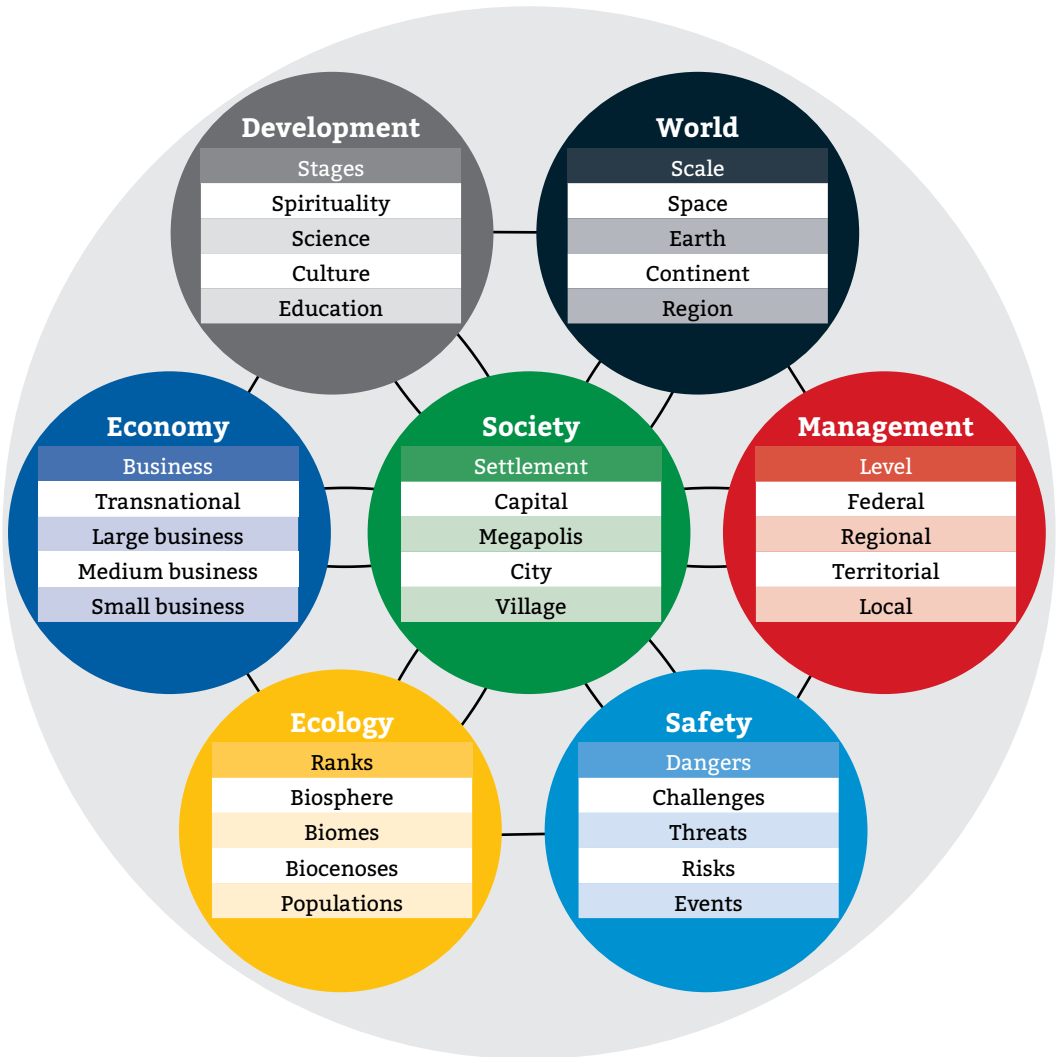 Development
Stages
Spirituality
Science
Culture
Education
World
Scale
Space
Earth
Continent
Region
Economy
Business
Transnational
Large business
Medium business
Small business
Society
Settlement
Capital
Megapolis
City
Village
Management
Level
Federal
Regional
Territorial
Local
Ecology
Ranks
Biosphere
Biomes
Biocenoses
Populations
Safety
Dangers
Challenges
Threats
Risks
Events